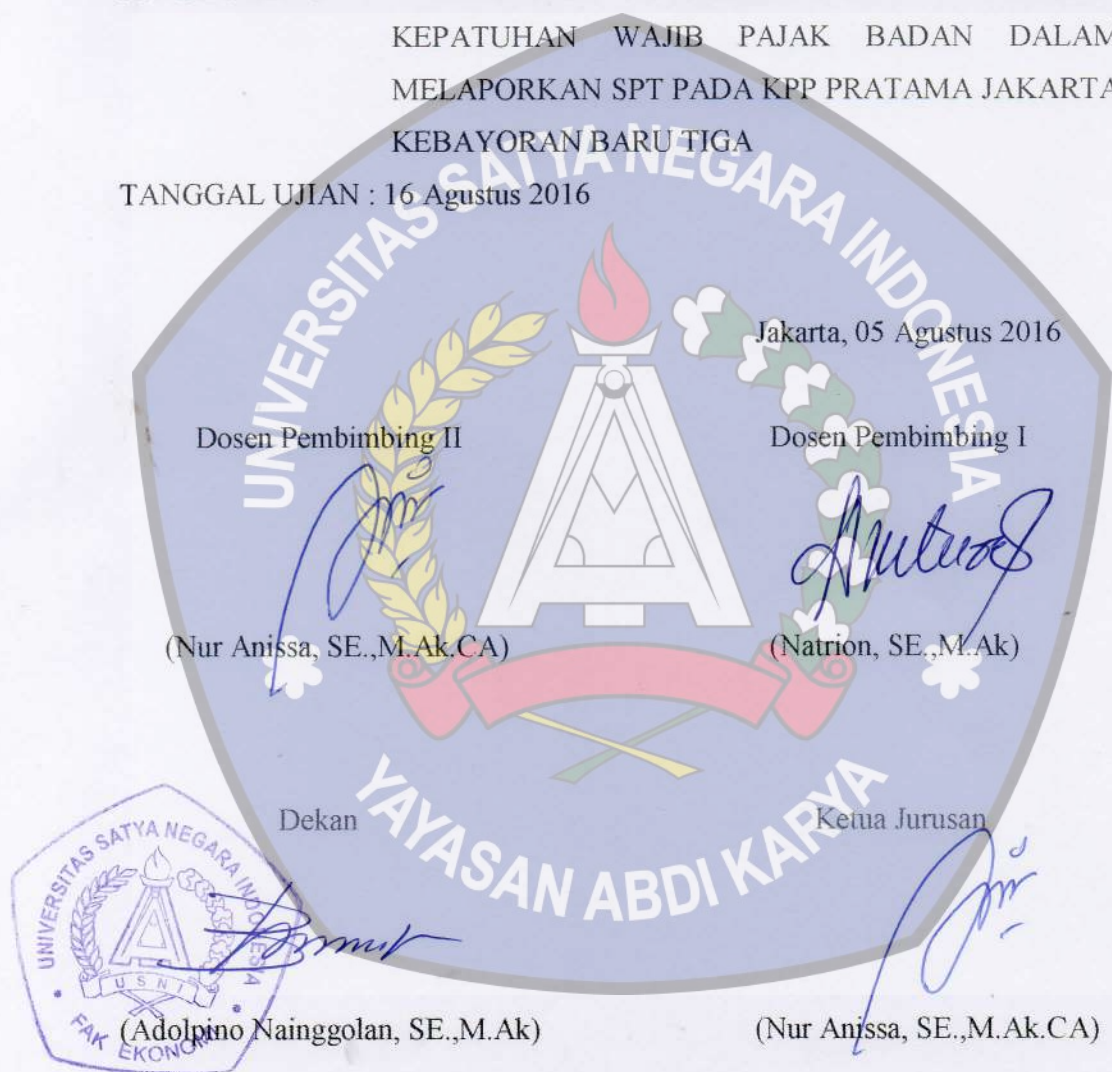 KEPATUHAN WAJIB PAJAK BADAN DALAM
MELAPORKAN SPT PADA KPP PRATAMA JAKARTA
KEBAYORAN BARU TIGA
TANGGAL UJIAN : 16 Agustus 2016
UNIVERSITAS SATYA NEGARA INDONESIA
Jakarta, 05 Agustus 2016
Dosen Pembimbing II Dosen Pembimbing I
(Nur Anissa, SE.,M.Ak.CA) (Natrion, SE.,M.Ak)
YAYASAN ABDI KARYA
Dekan Ketua Jurusan
UNIVERSITAS SATYA NEGARA INDONESIA
USNI
FAK EKONOMI
(Adolpino Nainggolan, SE.,M.Ak) (Nur Anissa, SE.,M.Ak.CA)